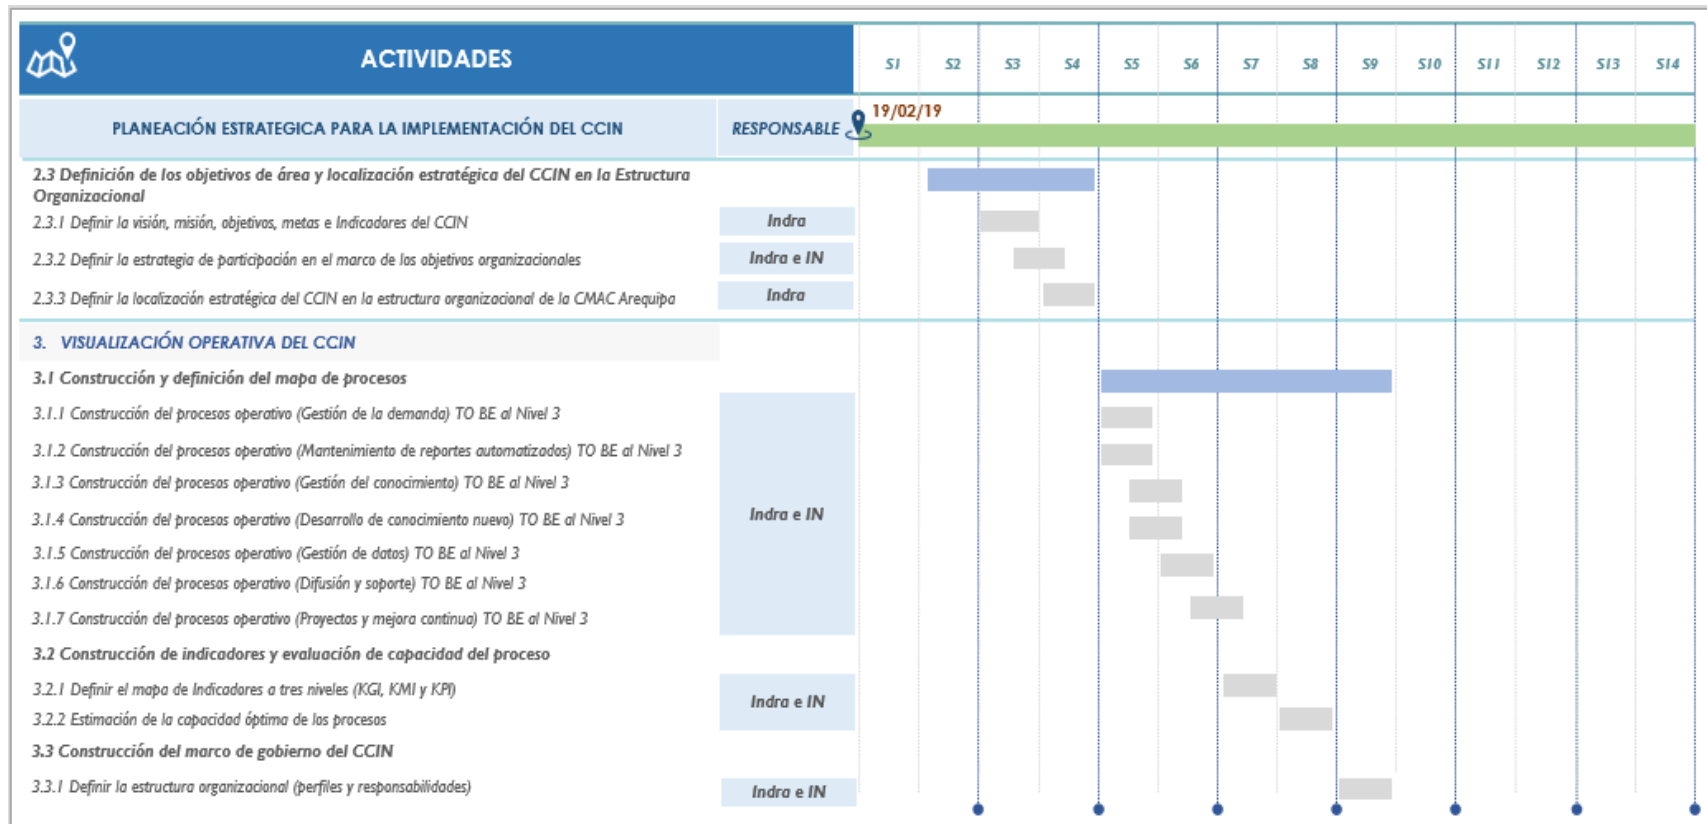 ACTIVIDADES
S1 S2 S3 S4 S5 S6 S7 S8 S9 S10 S11 S12 S13 S14
19/02/19
PLANEACIÓN ESTRATEGICA PARA LA IMPLEMENTACIÓN DEL CCIN RESPONSABLE
2.3 Definición de los objetivos de área y localización estratégica del CCIN en la Estructura
Organizacional
2.3.1 Definir la visión, misión, objetivos, metas e Indicadores del CCIN Indra
2.3.2 Definir la estrategia de participación en el marco de los objetivos organizacionales Indra e IN
2.3.3 Definir la localización estratégica del CCIN en la estructura organizacional de la CMAC Arequipa Indra
3. VISUALIZACIÓN OPERATIVA DEL CCIN
3.1 Construcción y definición del mapa de procesos
3.1.1 Construcción del procesos operativo (Gestión de la demanda) TO BE al Nivel 3
3.1.2 Construcción del procesos operativo (Mantenimiento de reportes automatizados) TO BE al Nivel 3
3.1.3 Construcción del procesos operativo (Gestión del conocimiento) TO BE al Nivel 3
3.1.4 Construcción del procesos operativo (Desarrollo de conocimiento nuevo) TO BE al Nivel 3
Indra e IN
3.1.5 Construcción del procesos operativo (Gestión de datos) TO BE al Nivel 3
3.1.6 Construcción del procesos operativo (Difusión y soporte) TO BE al Nivel 3
3.1.7 Construcción del procesos operativo (Proyectos y mejora continua) TO BE al Nivel 3
3.2 Construcción de indicadores y evaluación de capacidad del proceso
3.2.1 Definir el mapa de Indicadores a tres niveles (KGI, KMI y KPI)
Indra e IN
3.2.2 Estimación de la capacidad óptima de los procesos
3.3 Construcción del marco de gobierno del CCIN
3.3.1 Definir la estructura organizacional (perfiles y responsabilidades) Indra e IN